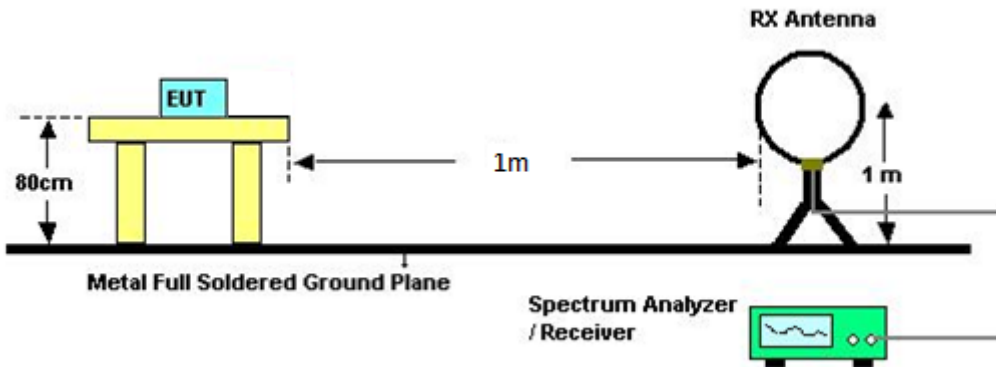 RX Antenna
EUT
80cm
1m
1 m
Metal Full Soldered Ground Plane
Spectrum Analyzer
/ Receiver